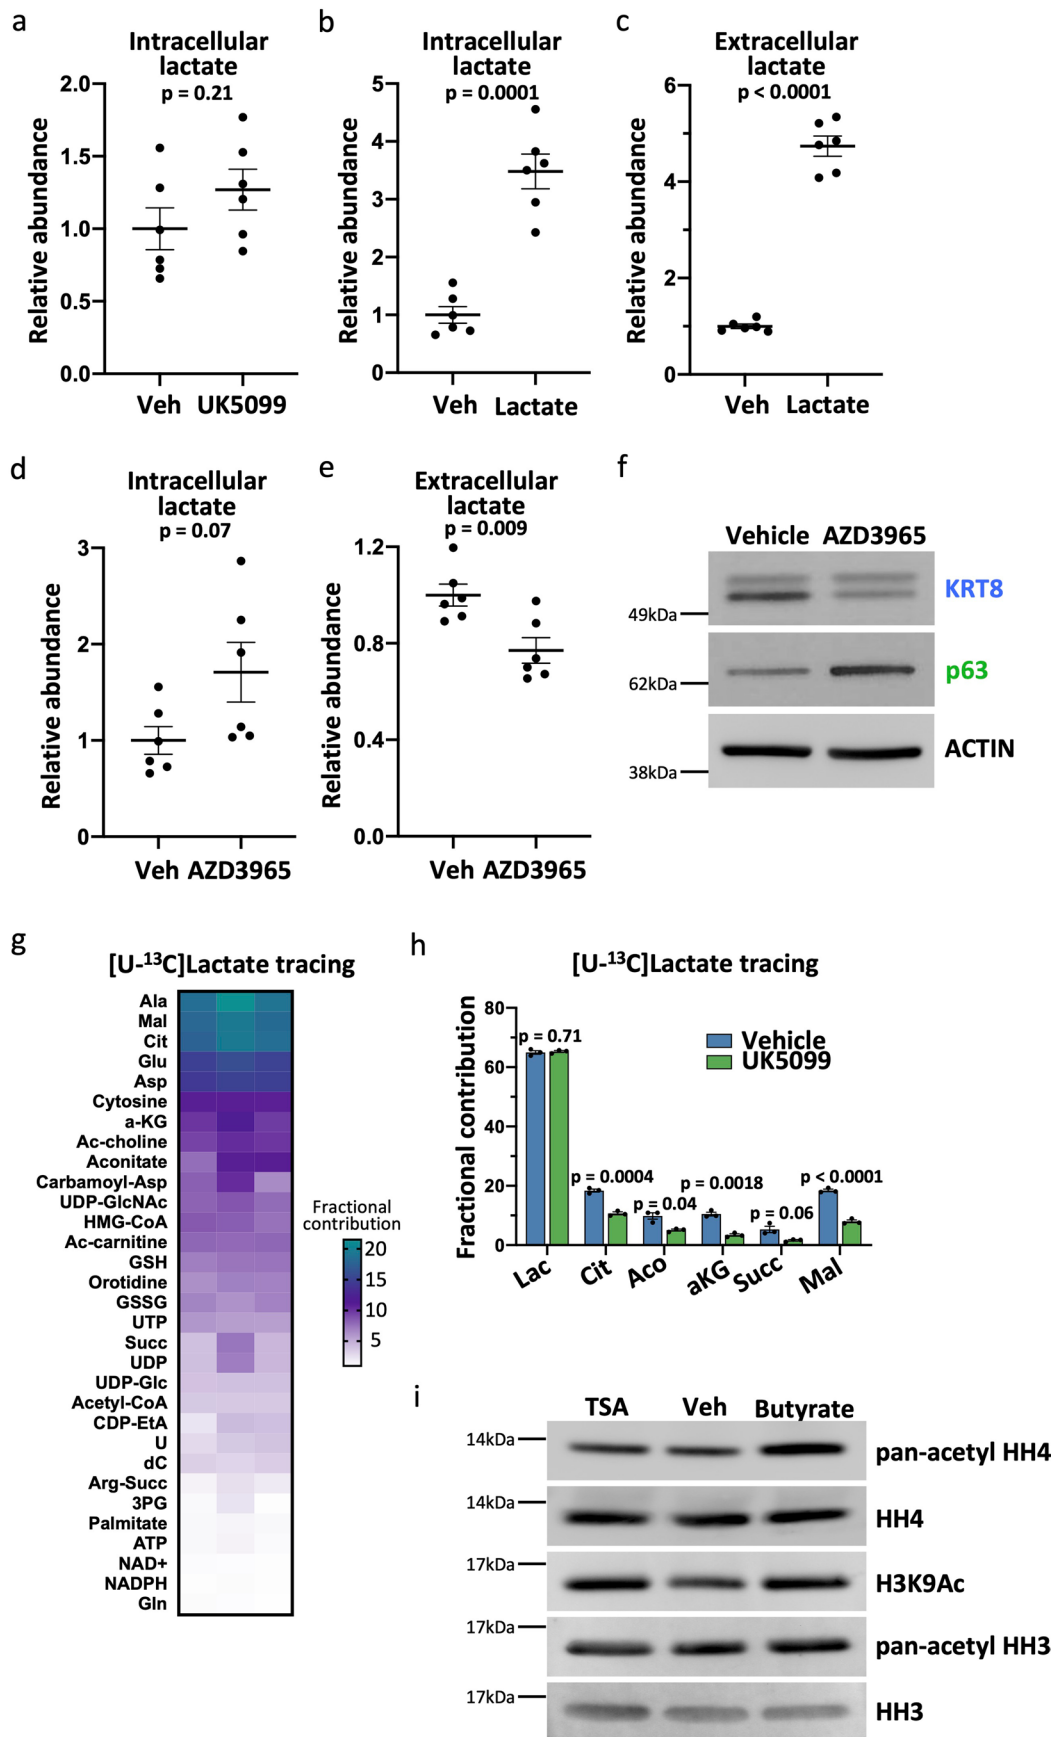 a
Intracellular
lactate
p = 0.21
Relative abundance
2.0
1.5
1.0
0.5
0.0
Veh UK5099
b
Intracellular
lactate
p = 0.0001
Relative abundance
5
4
3
2
1
0
Veh Lactate
c
Extracellular
lactate
p < 0.0001
Relative abundance
6
4
2
0
Veh Lactate
d
Intracellular
lactate
p = 0.07
Relative abundance
3
2
1
0
Veh AZD3965
e
Extracellular
lactate
p = 0.009
Relative abundance
1.2
0.8
0.4
0.0
Veh AZD3965
f
Vehicle AZD3965
49kDa
KRT8
62kDa
p63
38kDa
ACTIN
g
[U-¹³C]Lactate tracing
Ala
Mal
Cit
Glu
Asp
Cytosine
a-KG
Ac-choline
Aconitate
Carbamoyl-Asp
UDP-GlcNAc
HMG-CoA
Ac-carnitine
GSH
Orotidine
GSSG
UTP
Succ
UDP
UDP-Glc
Acetyl-CoA
CDP-EtA
U
dC
Arg-Succ
3PG
Palmitate
ATP
NAD+
NADPH
Gln
Fractional
contribution
20
15
10
5
h
[U-¹³C]Lactate tracing
Fractional contribution
80
60
40
20
0
Vehicle
UK5099
p = 0.71
p = 0.0004
p = 0.04
p = 0.0018
p = 0.06
p < 0.0001
Lac Cit Aco aKG Succ Mal
i
TSA Veh Butyrate
14kDa
pan-acetyl HH4
14kDa
HH4
17kDa
H3K9Ac
17kDa
pan-acetyl HH3
17kDa
HH3